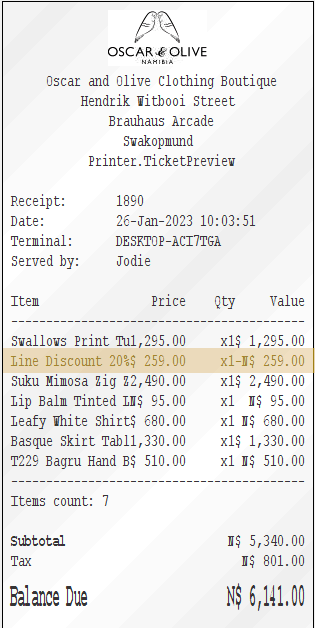 OSCAR & OLIVE
NAMIBIA
Oscar and Olive Clothing Boutique
Hendrik Witbooi Street
Brauhaus Arcade
Swakopmund
Printer.TicketPreview
Receipt: 1890
Date: 26-Jan-2023 10:03:51
Terminal: DESKTOP-ACI7TGA
Served by: Jodie
Item Price Qty Value
Swallows Print Tu1,295.00 x1$ 1,295.00
Line Discount 20%$ 259.00 x1-N$ 259.00
Suku Mimosa Zig Z2,490.00 x1$ 2,490.00
Lip Balm Tinted LN$ 95.00 x1 N$ 95.00
Leafy White Shirt$ 680.00 x1 N$ 680.00
Basque Skirt Tabl1,330.00 x1$ 1,330.00
T229 Bagru Hand B$ 510.00 x1 N$ 510.00
Items count: 7
Subtotal N$ 5,340.00
Tax N$ 801.00
Balance Due N$ 6,141.00